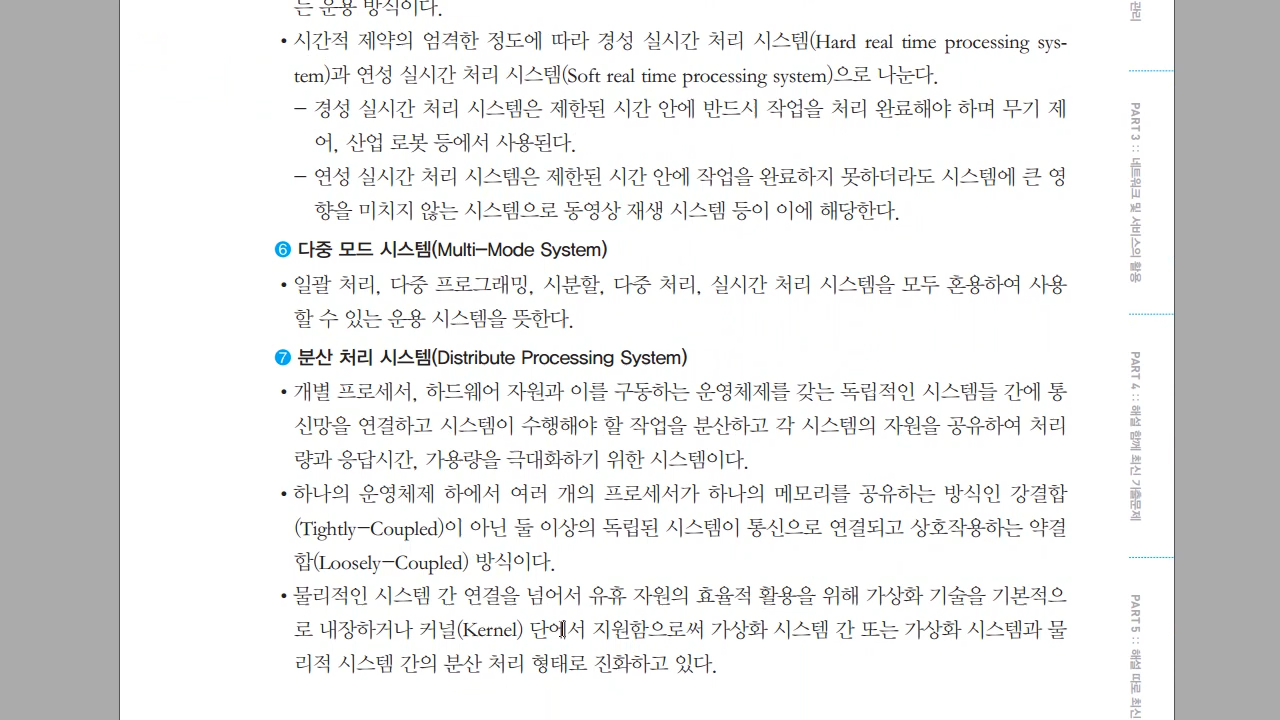 는 운용 방식이다.
• 시간적 제약의 엄격한 정도에 따라 경성 실시간 처리 시스템(Hard real time processing sys-
tem)과 연성 실시간 처리 시스템(Soft real time processing system)으로 나눈다.
- 경성 실시간 처리 시스템은 제한된 시간 안에 반드시 작업을 처리 완료해야 하며 무기 제
어, 산업 로봇 등에서 사용된다.
- 연성 실시간 처리 시스템은 제한된 시간 안에 작업을 완료하지 못하더라도 시스템에 큰 영
향을 미치지 않는 시스템으로 동영상 재생 시스템 등이 이에 해당한다.
❻ 다중 모드 시스템(Multi-Mode System)
• 일괄 처리, 다중 프로그래밍, 시분할, 다중 처리, 실시간 처리 시스템을 모두 혼용하여 사용
할 수 있는 운용 시스템을 뜻한다.
❼ 분산 처리 시스템(Distribute Processing System)
• 개별 프로세서, 하드웨어 자원과 이를 구동하는 운영체제를 갖는 독립적인 시스템들 간에 통
신망을 연결하고 시스템이 수행해야 할 작업을 분산하고 각 시스템의 자원을 공유하여 처리
량과 응답시간, 가용량을 극대화하기 위한 시스템이다.
• 하나의 운영체제 하에서 여러 개의 프로세서가 하나의 메모리를 공유하는 방식인 강결합
(Tightly-Coupled)이 아닌 둘 이상의 독립된 시스템이 통신으로 연결되고 상호작용하는 약결
합(Loosely-Coupled) 방식이다.
• 물리적인 시스템 간 연결을 넘어서 유휴 자원의 효율적 활용을 위해 가상화 기술을 기본적으
로 내장하거나 커널(Kernel) 단에서 지원함으로써 가상화 시스템 간 또는 가상화 시스템과 물
리적 시스템 간의 분산 처리 형태로 진화하고 있다.
관리
PART 3 :: 네트워크 및 서비스의 활용
PART 4 :: 해설 함께 최신 기출문제
PART 5 :: 해설 따로 최신